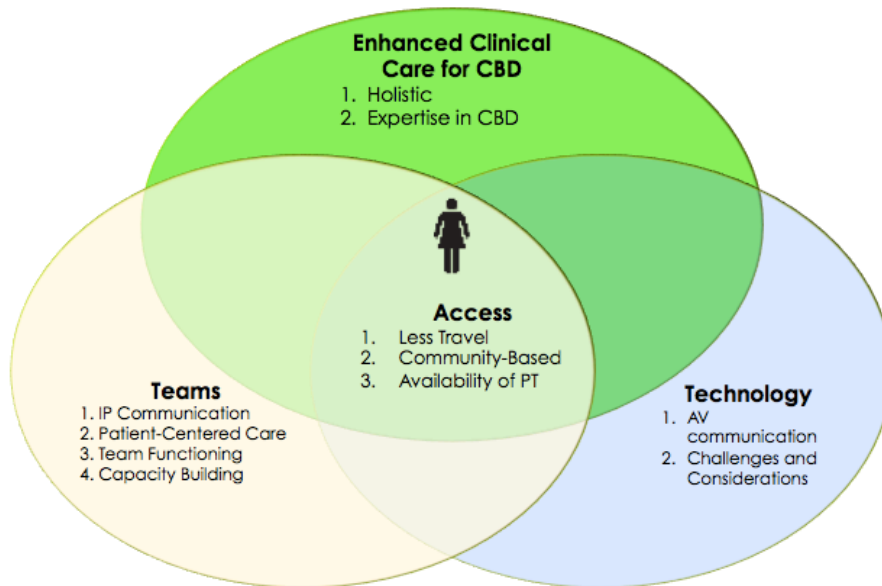 Enhanced Clinical
Care for CBD
1. Holistic
2. Expertise in CBD
Access
1. Less Travel
2. Community-Based
3. Availability of PT
Teams
1. IP Communication
2. Patient-Centered Care
3. Team Functioning
4. Capacity Building
Technology
1. AV
communication
2. Challenges and
Considerations